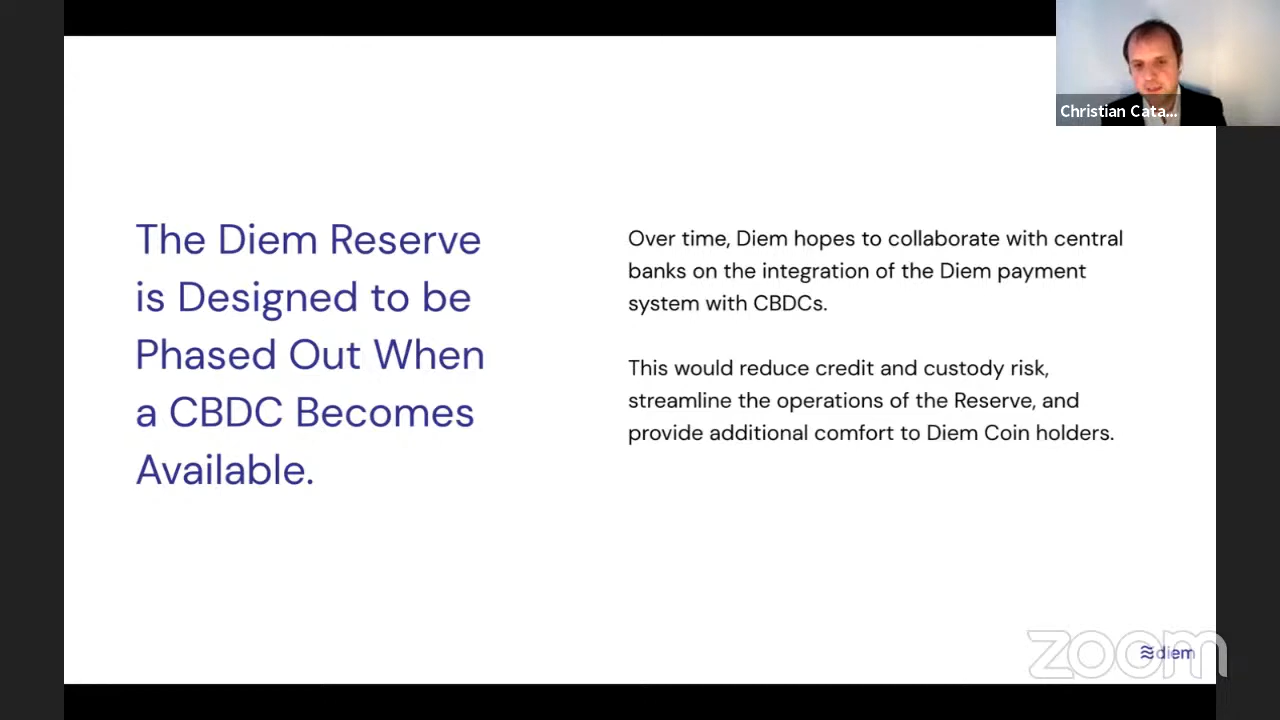 Christian Cata...
The Diem Reserve
is Designed to be
Phased Out When
a CBDC Becomes
Available.
Over time, Diem hopes to collaborate with central
banks on the integration of the Diem payment
system with CBDCs.
This would reduce credit and custody risk,
streamline the operations of the Reserve, and
provide additional comfort to Diem Coin holders.
zoom
diem